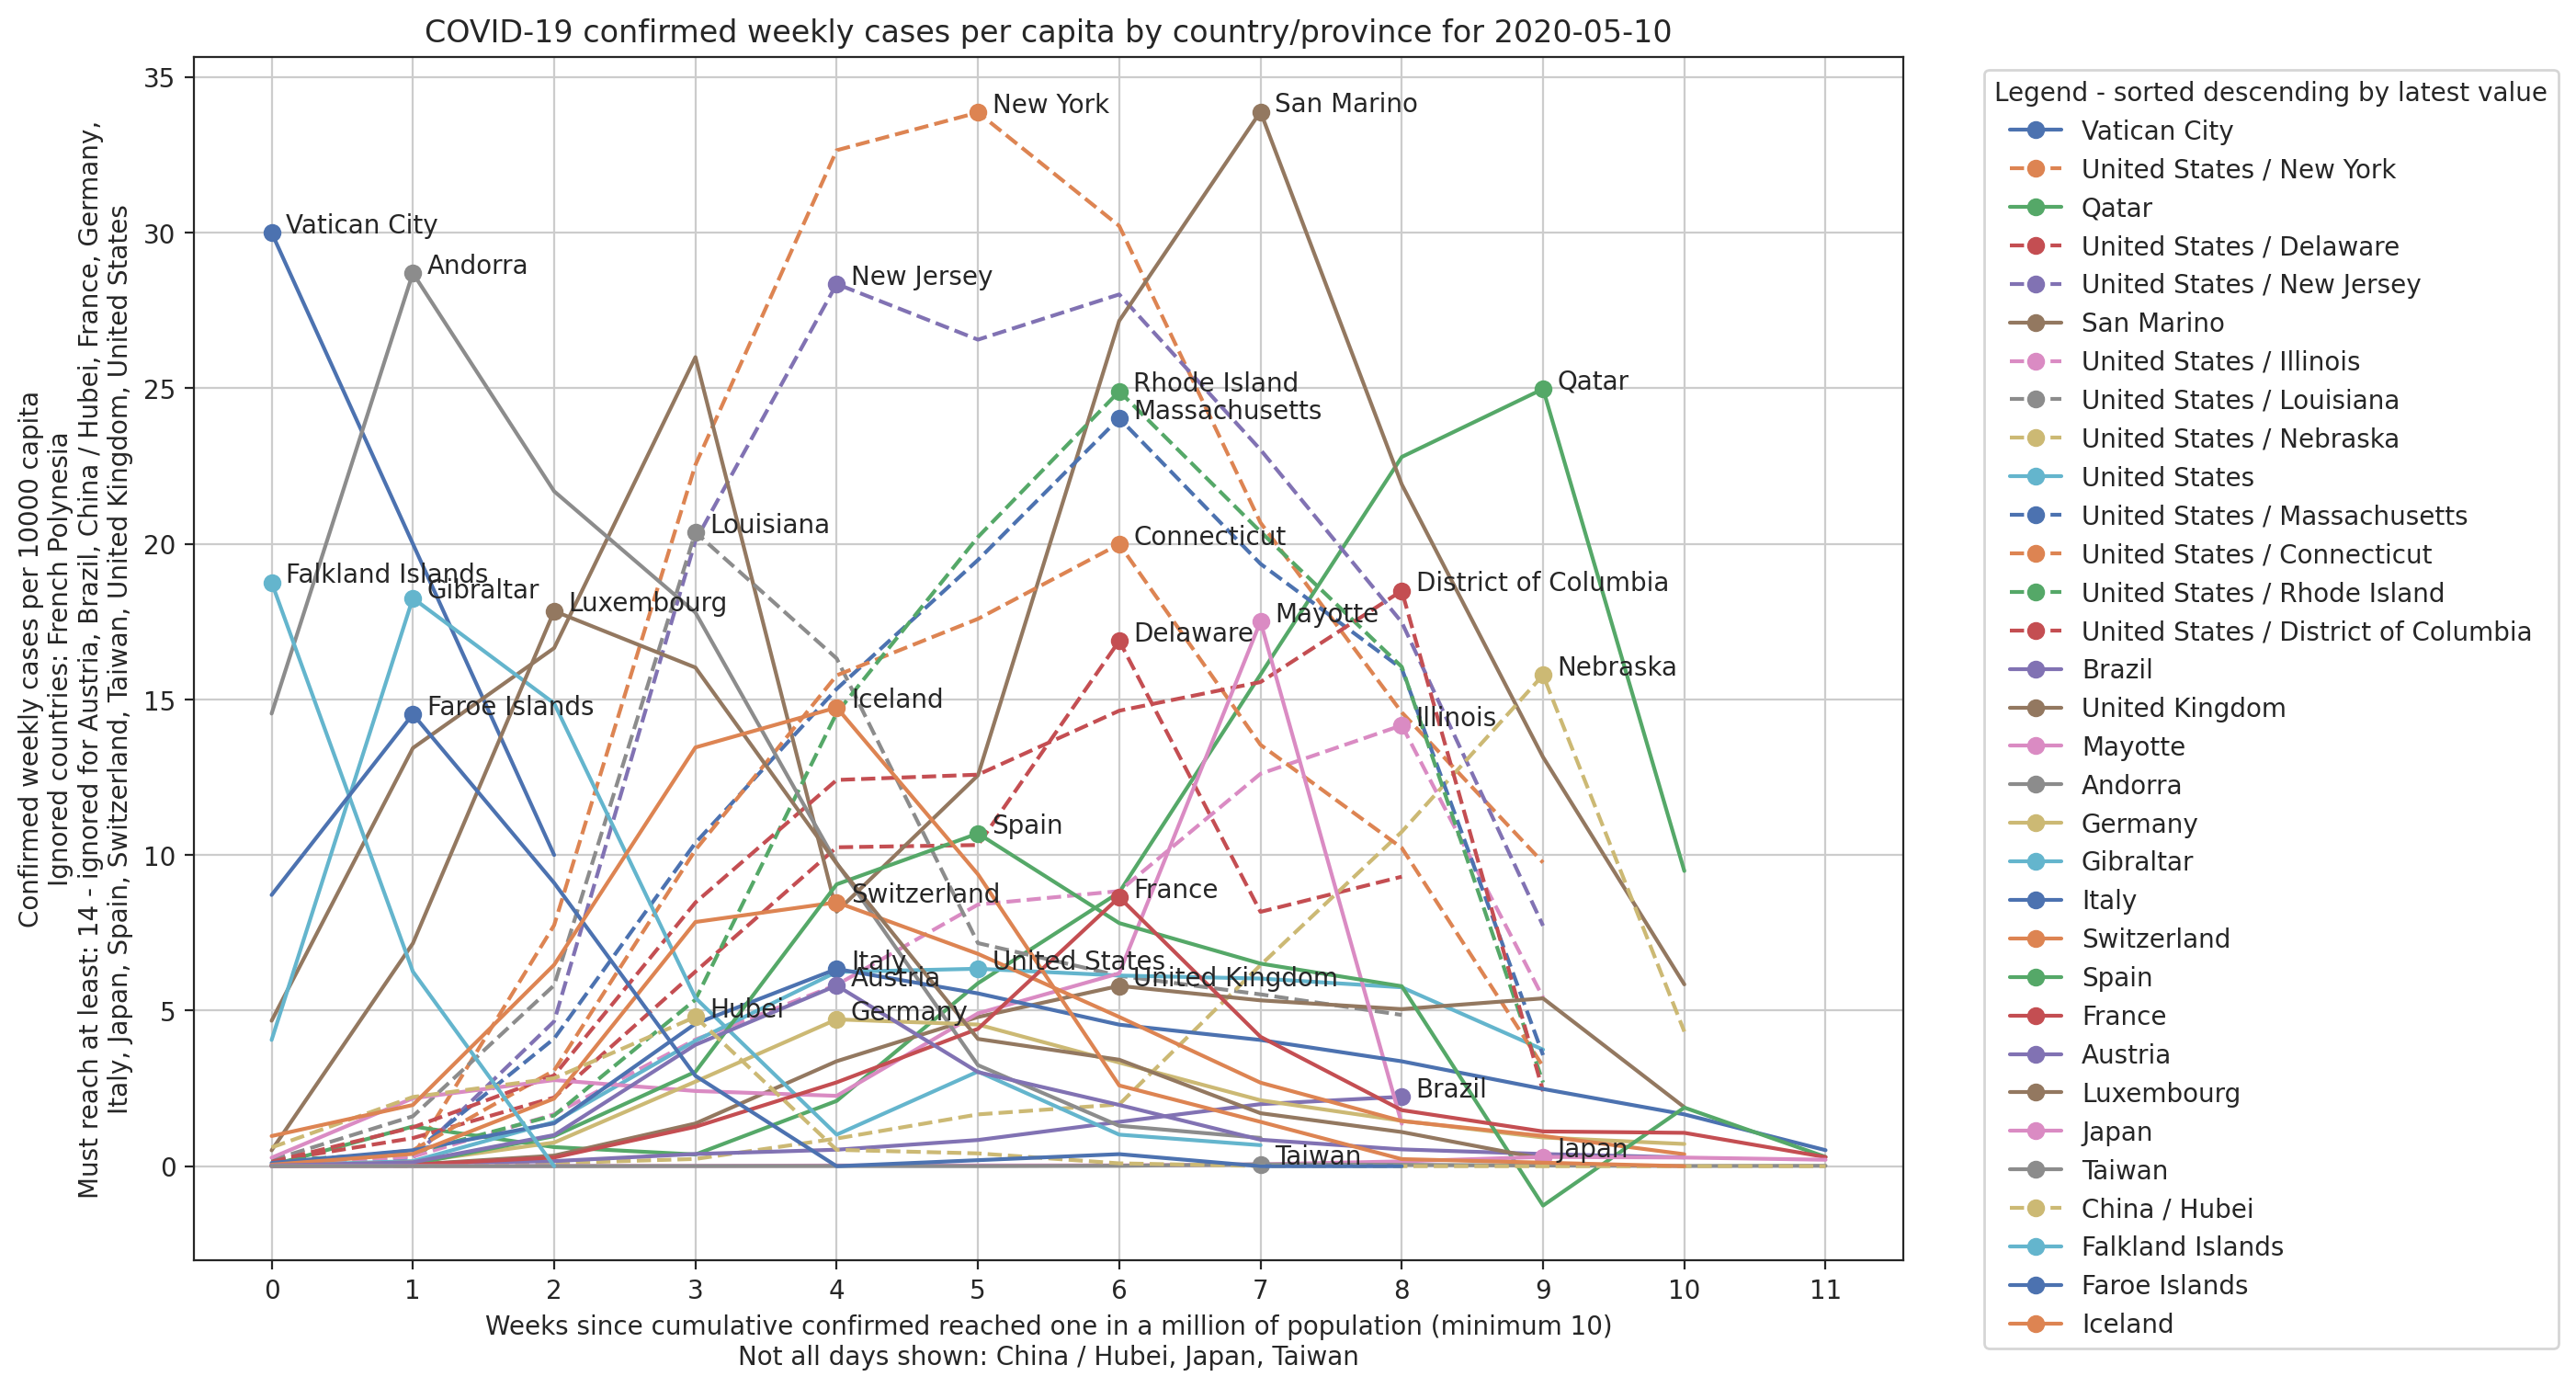 COVID-19 confirmed weekly cases per capita by country/province for 2020-05-10
Confirmed weekly cases per 10000 capita
Ignored countries: French Polynesia
Must reach at least: 14 - ignored for Austria, Brazil, China / Hubei, France, Germany,
Italy, Japan, Spain, Switzerland, Taiwan, United Kingdom, United States
35
30
25
20
15
10
5
0
New York
San Marino
Vatican City
Andorra
New Jersey
Rhode Island
Qatar
Massachusetts
Louisiana
Connecticut
Falkland Islands
Gibraltar
District of Columbia
Luxembourg
Mayotte
Delaware
Nebraska
Faroe Islands
Iceland
Illinois
Spain
Switzerland
France
Italy
United States
Austria
United Kingdom
Hubei
Germany
Brazil
Japan
Taiwan
0 1 2 3 4 5 6 7 8 9 10 11
Weeks since cumulative confirmed reached one in a million of population (minimum 10)
Not all days shown: China / Hubei, Japan, Taiwan
Legend - sorted descending by latest value
Vatican City
United States / New York
Qatar
United States / Delaware
United States / New Jersey
San Marino
United States / Illinois
United States / Louisiana
United States / Nebraska
United States
United States / Massachusetts
United States / Connecticut
United States / Rhode Island
United States / District of Columbia
Brazil
United Kingdom
Mayotte
Andorra
Germany
Gibraltar
Italy
Switzerland
Spain
France
Austria
Luxembourg
Japan
Taiwan
China / Hubei
Falkland Islands
Faroe Islands
Iceland